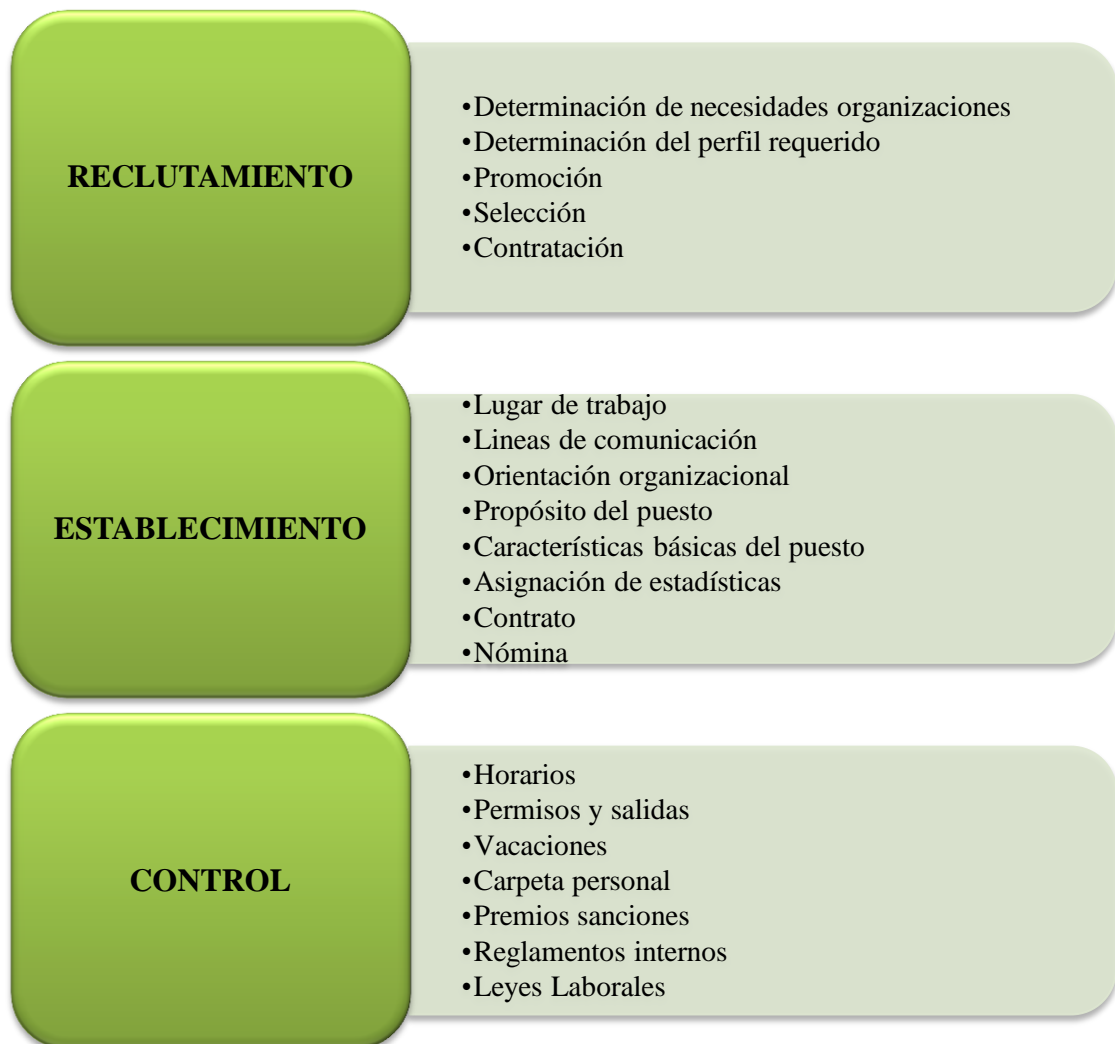 RECLUTAMIENTO
•Determinación de necesidades organizaciones
•Determinación del perfil requerido
•Promoción
•Selección
•Contratación
ESTABLECIMIENTO
•Lugar de trabajo
•Lineas de comunicación
•Orientación organizacional
•Propósito del puesto
•Característícas básicas del puesto
•Asignación de estadísticas
•Contrato
•Nómina
CONTROL
•Horarios
•Permisos y salidas
•Vacaciones
•Carpeta personal
•Premios sanciones
•Reglamentos internos
•Leyes Laborales